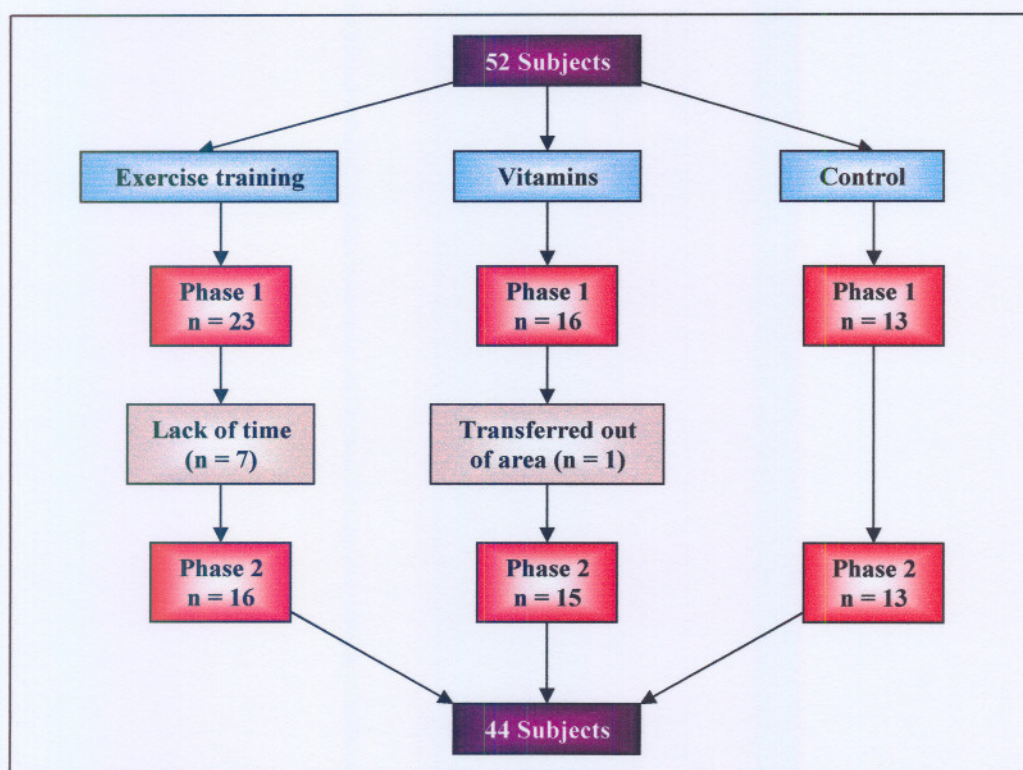 52 Subjects
Exercise training
Vitamins
Control
Phase 1
n = 23
Phase 1
n = 16
Phase 1
n = 13
Lack of time
(n = 7)
Transferred out
of area (n = 1)
Phase 2
n = 16
Phase 2
n = 15
Phase 2
n = 13
44 Subjects